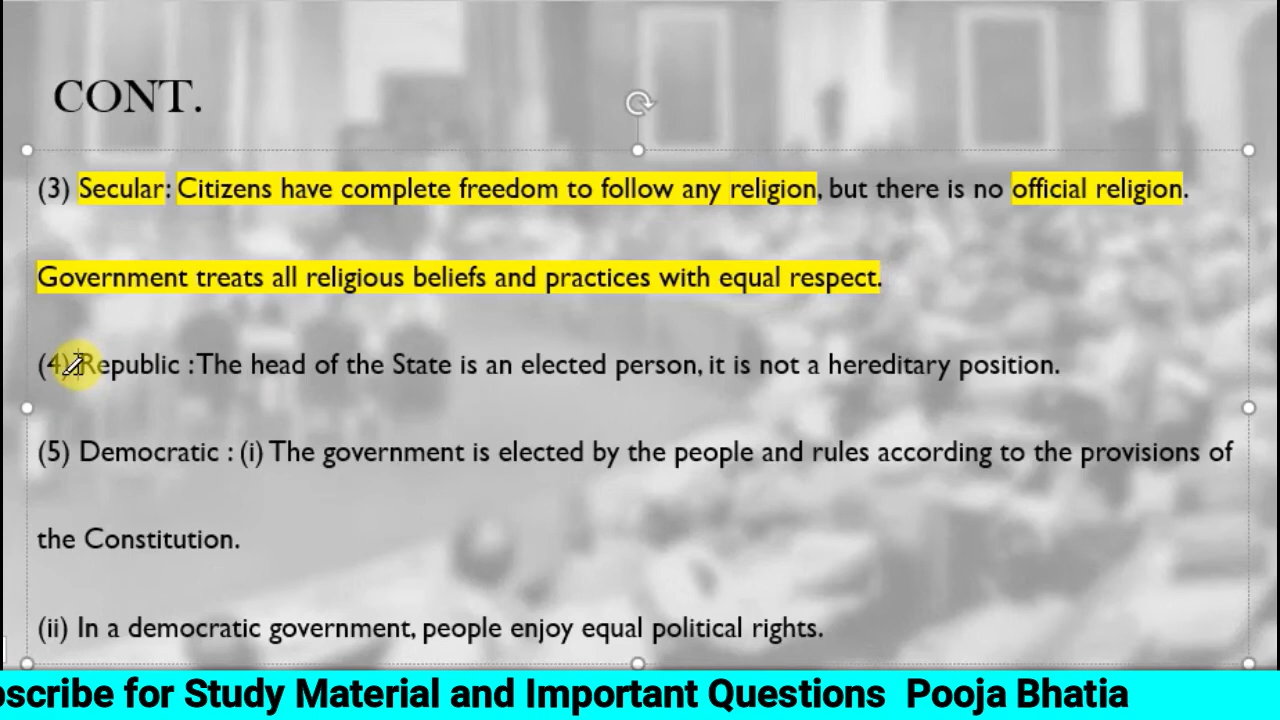 CONT.
(3) Secular: Citizens have complete freedom to follow any religion, but there is no official religion.
Government treats all religious beliefs and practices with equal respect.
(4) Republic : The head of the State is an elected person, it is not a hereditary position.
(5) Democratic : (i) The government is elected by the people and rules according to the provisions of
the Constitution.
(ii) In a democratic government, people enjoy equal political rights.
bscribe for Study Material and Important Questions Pooja Bhatia